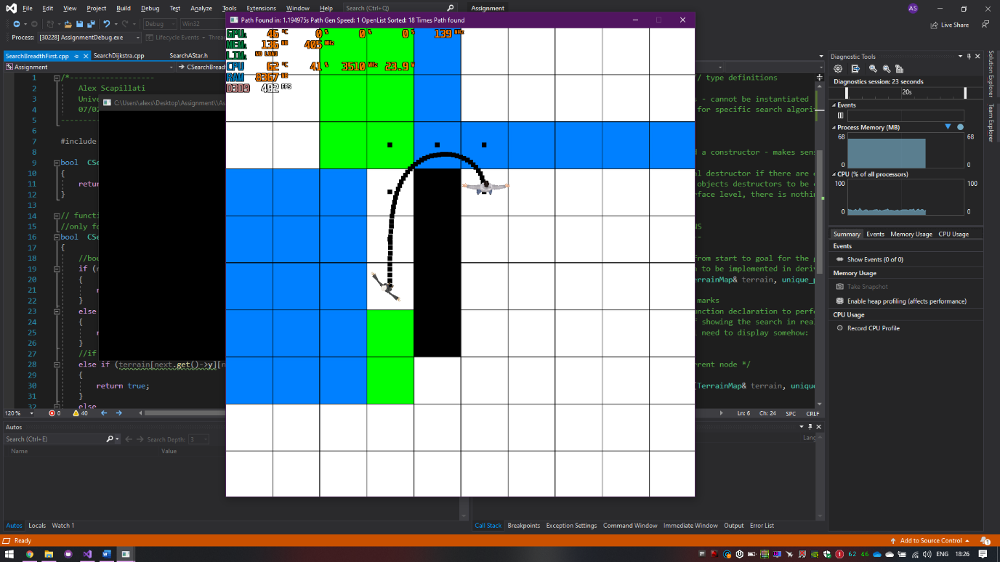 File Edit View Project Build Debug Test Analyze Tools Extensions Window Help Search (Ctrl+Q) Assignment AS
Debug Win32 Live Share
Process: [30228] AssignmentDebug.exe Lifecycle Events Thread
SearchBreadthFirst.cpp SearchDijkstra.cpp SearchAStar.h
Assignment CSearchBread
Path Found in: 1.194975s Path Gen Speed: 1 OpenList Sorted: 18 Times Path found
GPU1 46 °C 0 % 0 % 0 % 139 MHz
MEM1 136 MB 405 MHz
LIM1 NO LOAD
CPU 62 °C 41 % 3510 MHz 23.9 W
RAM 8367 MB
D3D9 492 FPS
C:\Users\alexs\Desktop\Assignment\As
1 /*------------------
2 Alex Scapillati
3 Unive
4 07/02
5
6
7 #include
8
9 bool CSe
10 {
11 retur
12 }
13
14 // functi
15 //only fo
16 bool CSe
17 {
18 //bou
19 if (n
20 {
21 r
22 }
23 else
24 {
25 r
26 }
27 //if
28 else if (terrain[next.get()->y][n
29 {
30 return true;
31 }
32 else
// type definitions
- cannot be instantiated
for specific search algori
d a constructor - makes sens
al destructor if there are d
objects destructors to be c
rface level, there is nothin
NS
--
from start to goal for the p
n to be implemented in deriv
errainMap& terrain, unique_p
marks
unction declaration to perfo
f showing the search in real
l need to display somehow:
rrent node */
(TerrainMap& terrain, unique
120 % 0 40 Ln: 6 Ch: 24 SPC CRLF
Autos
Search (Ctrl+E) Search Depth: 3
Name Value
Lang
Autos Locals Watch 1
Call Stack Breakpoints Exception Settings Command Window Immediate Window Output Error List
Diagnostic Tools
Diagnostics session: 23 seconds
20s
Events
Process Memory (MB)
68 68
0 0
CPU (% of all processors)
100 100
0 0
Summary Events Memory Usage CPU Usage
Events
Show Events (0 of 0)
Memory Usage
Take Snapshot
Enable heap profiling (affects performance)
CPU Usage
Record CPU Profile
Solution Explorer
Team Explorer
Ready Add to Source Control 1
62 46 ENG 18:26